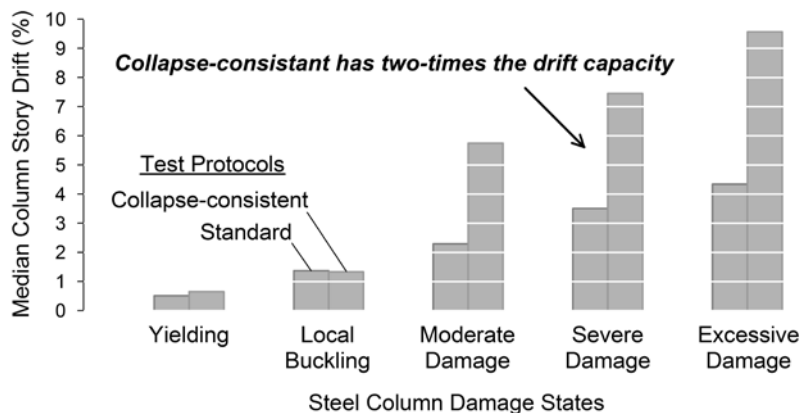 Median Column Story Drift (%)
10
9
8
7
6
5
4
3
2
1
0
Collapse-consistant has two-times the drift capacity
Test Protocols
Collapse-consistent
Standard
Yielding
Local
Buckling
Moderate
Damage
Severe
Damage
Excessive
Damage
Steel Column Damage States